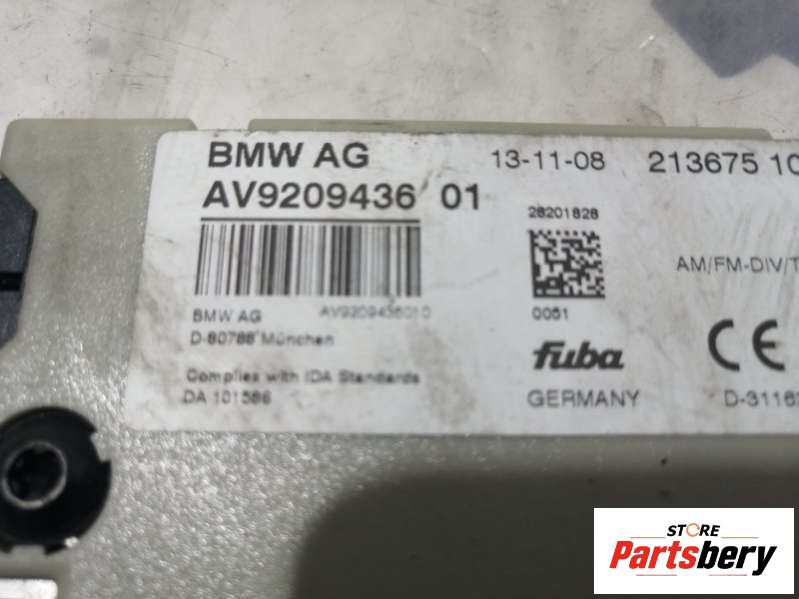 BMW AG 13-11-08 213675 10
AV9209436 01
28201828
AM/FM-DIV/T
BMW AG AV9209436010
0051
D-80788 München
fuba
CE
Complies with IDA Standards
DA 101586
GERMANY D-3116
STORE
Partsbery